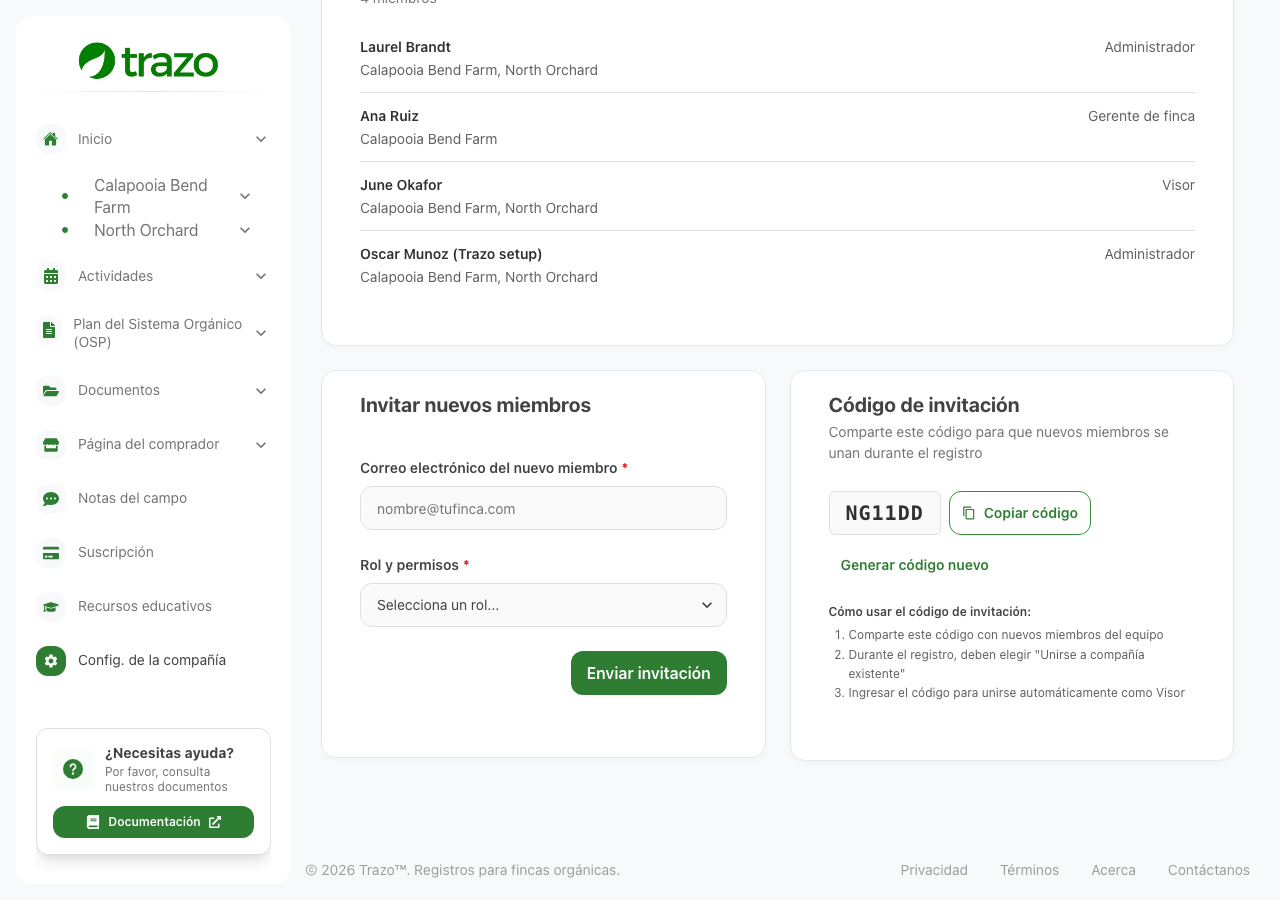 trazo
Inicio
Calapooia Bend
Farm
North Orchard
Actividades
Plan del Sistema Orgánico
(OSP)
Documentos
Página del comprador
Notas del campo
Suscripción
Recursos educativos
Config. de la compañía
¿Necesitas ayuda?
Por favor, consulta
nuestros documentos
Documentación
4 miembros
Laurel Brandt
Administrador
Calapooia Bend Farm, North Orchard
Ana Ruiz
Gerente de finca
Calapooia Bend Farm
June Okafor
Visor
Calapooia Bend Farm, North Orchard
Oscar Munoz (Trazo setup)
Administrador
Calapooia Bend Farm, North Orchard
Invitar nuevos miembros
Correo electrónico del nuevo miembro *
nombre@tufinca.com
Rol y permisos *
Selecciona un rol...
Enviar invitación
Código de invitación
Comparte este código para que nuevos miembros se
unan durante el registro
NG11DD
Copiar código
Generar código nuevo
Cómo usar el código de invitación:
1. Comparte este código con nuevos miembros del equipo
2. Durante el registro, deben elegir "Unirse a compañía
existente"
3. Ingresar el código para unirse automáticamente como Visor
© 2026 Trazo™. Registros para fincas orgánicas.
Privacidad
Términos
Acerca
Contáctanos